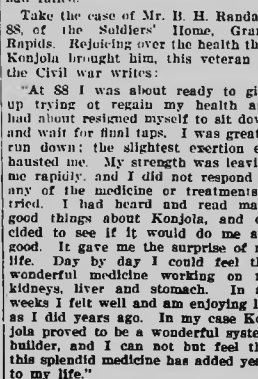 Take the case of Mr. B. H. Randa
88, of the Soldiers' Home, Gran
Rapids. Rejoicing over the health th
Konjola brought him, this veteran
the Civil war writes:
"At 88 I was about ready to gi
up trying ot regain my health a
had about resigned myself to sit dow
and wait for final taps. I was great
run down; the slightest exertion e
hausted me. My strength was leavi
me rapidly. and I did not respond
any of the medicine or treatments
tried. I had heard and read ma
good things about Konjola, and
cided to see if it would do me a
good. It gave me the surprise of
life. Day by day I could feel th
wonderful medicine working on
kidneys, liver and stomach. In
weeks I felt well and am enjoying l
as I did years ago. In my case Ko
jola proved to be a wonderful syste
builder, and I can not but feel th
this splendid medicine has added yea
to my life."